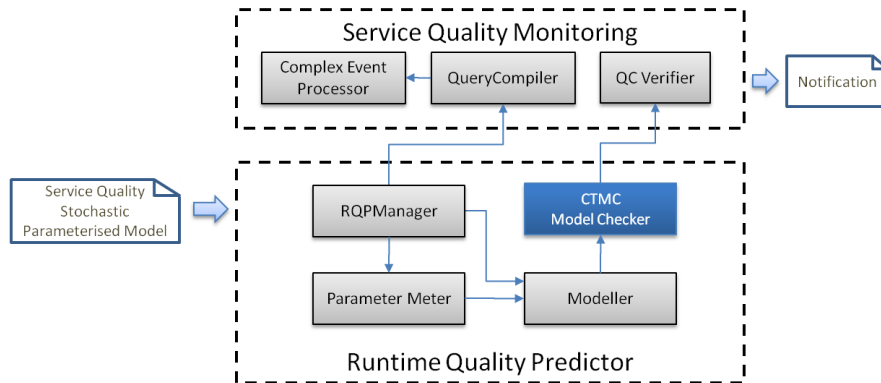 Service Quality Monitoring
Complex Event
Processor
QueryCompiler
QC Verifier
Notification
Service Quality
Stochastic
Parameterised Model
RQPManager
CTMC
Model Checker
Parameter Meter
Modeller
Runtime Quality Predictor